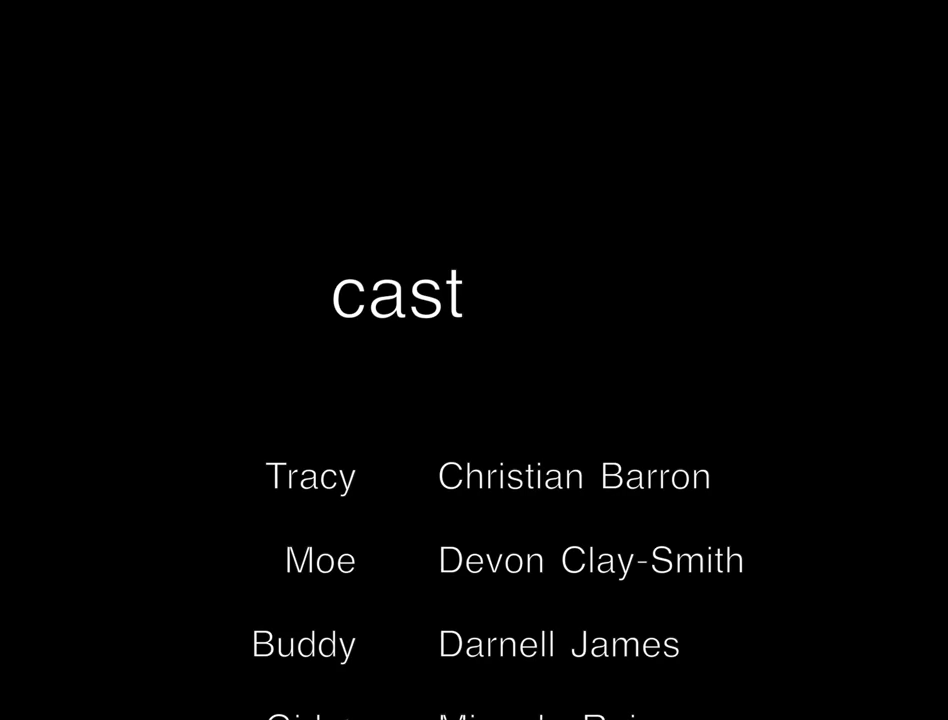 cast
Tracy Christian Barron
Moe Devon Clay-Smith
Buddy Darnell James